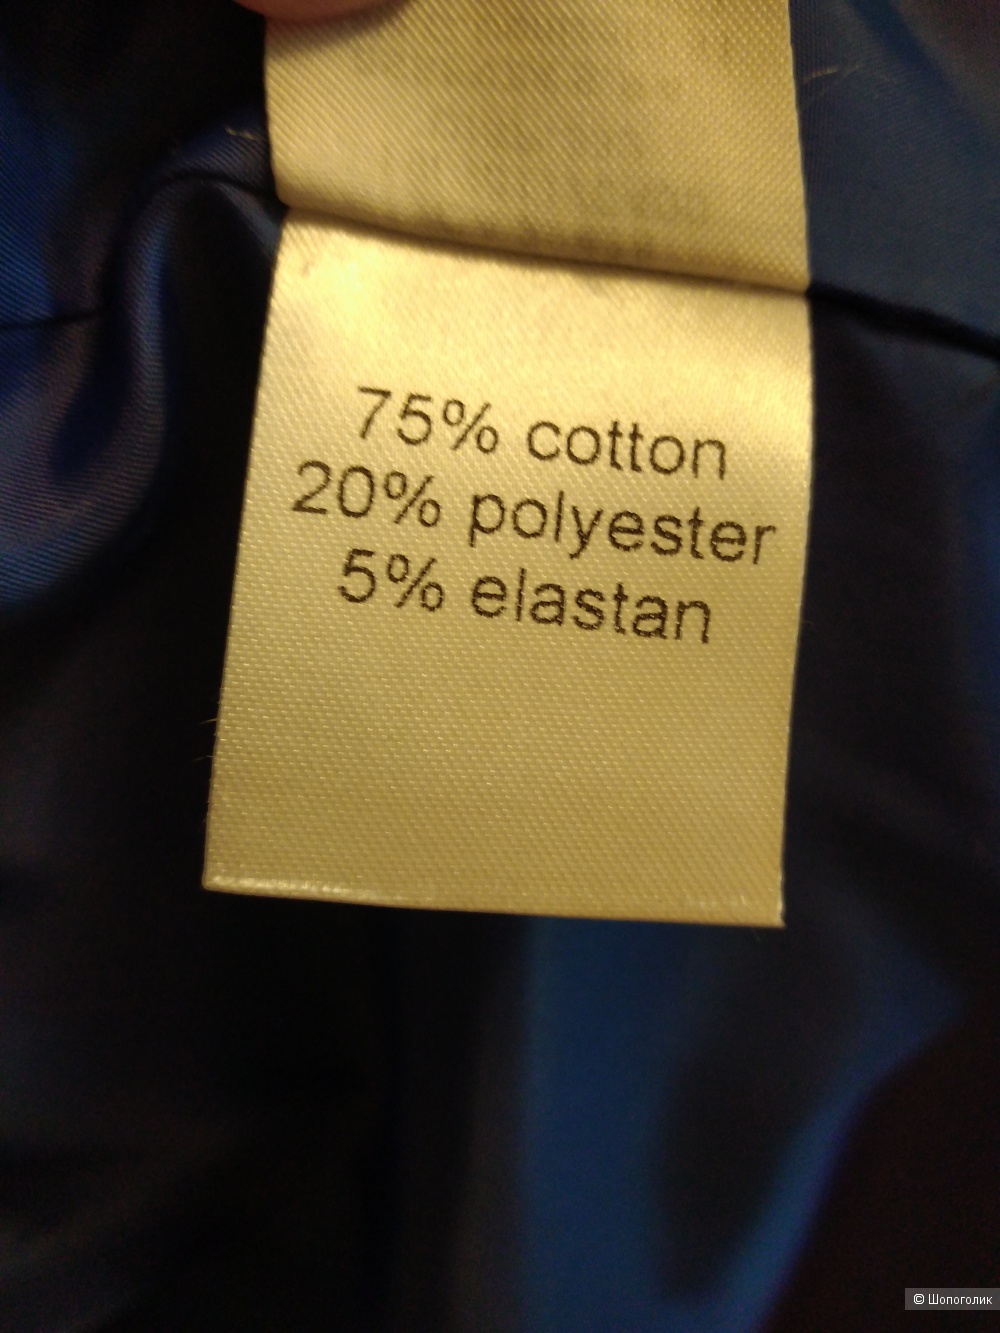 75% cotton
20% polyester
5% elastan
© Шопоголик